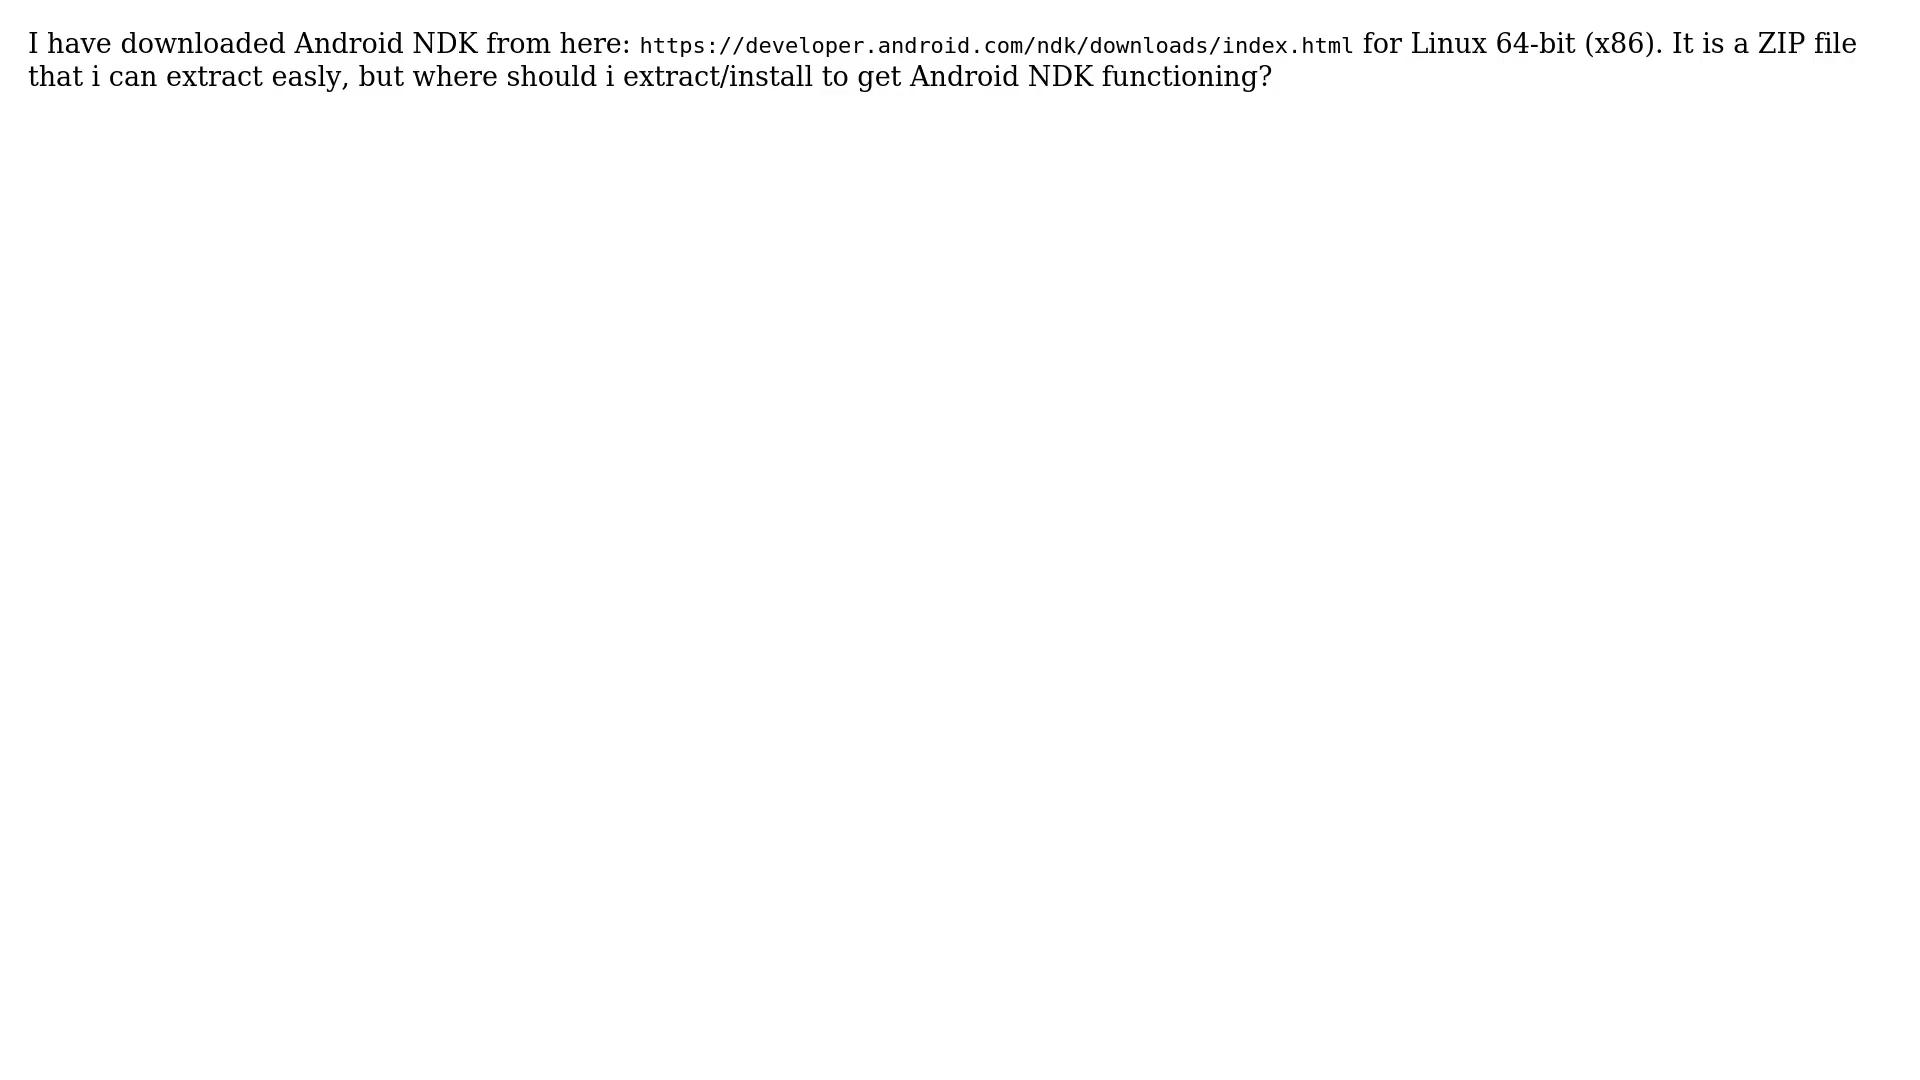 I have downloaded Android NDK from here: https://developer.android.com/ndk/downloads/index.html for Linux 64-bit (x86). It is a ZIP file
that i can extract easly, but where should i extract/install to get Android NDK functioning?